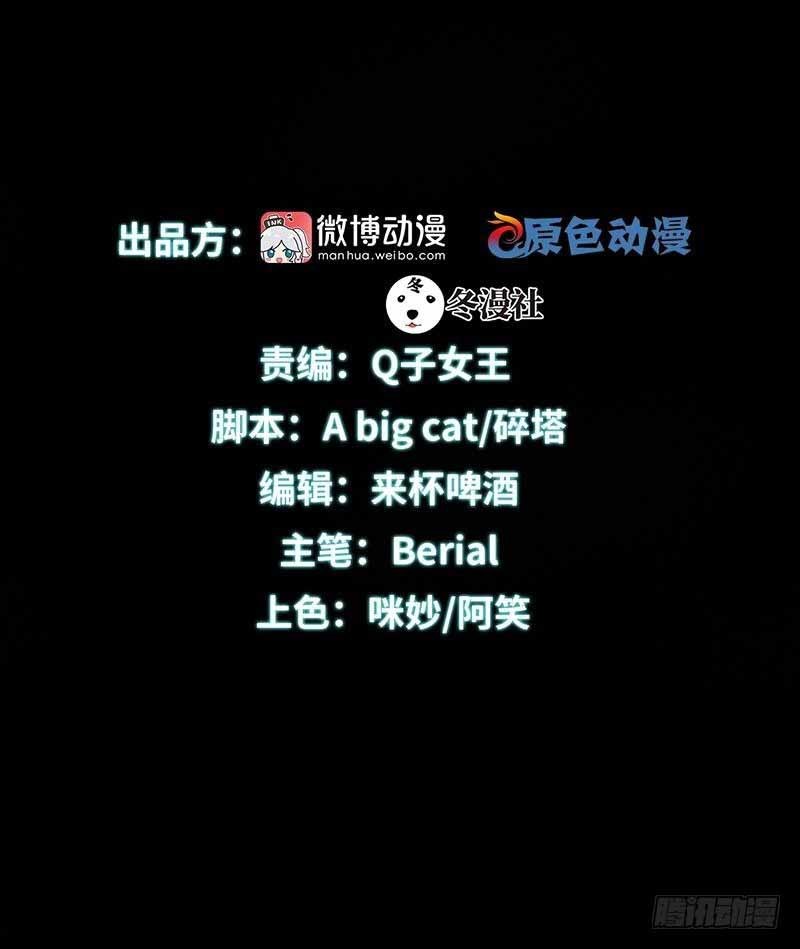 出品方：微博动漫 原色动漫
INK
manhua.weibo.com
冬 冬漫社
责编：Q子女王
脚本：A big cat/碎塔
编辑：来杯啤酒
主笔：Berial
上色：咪妙/阿笑
腾讯动漫